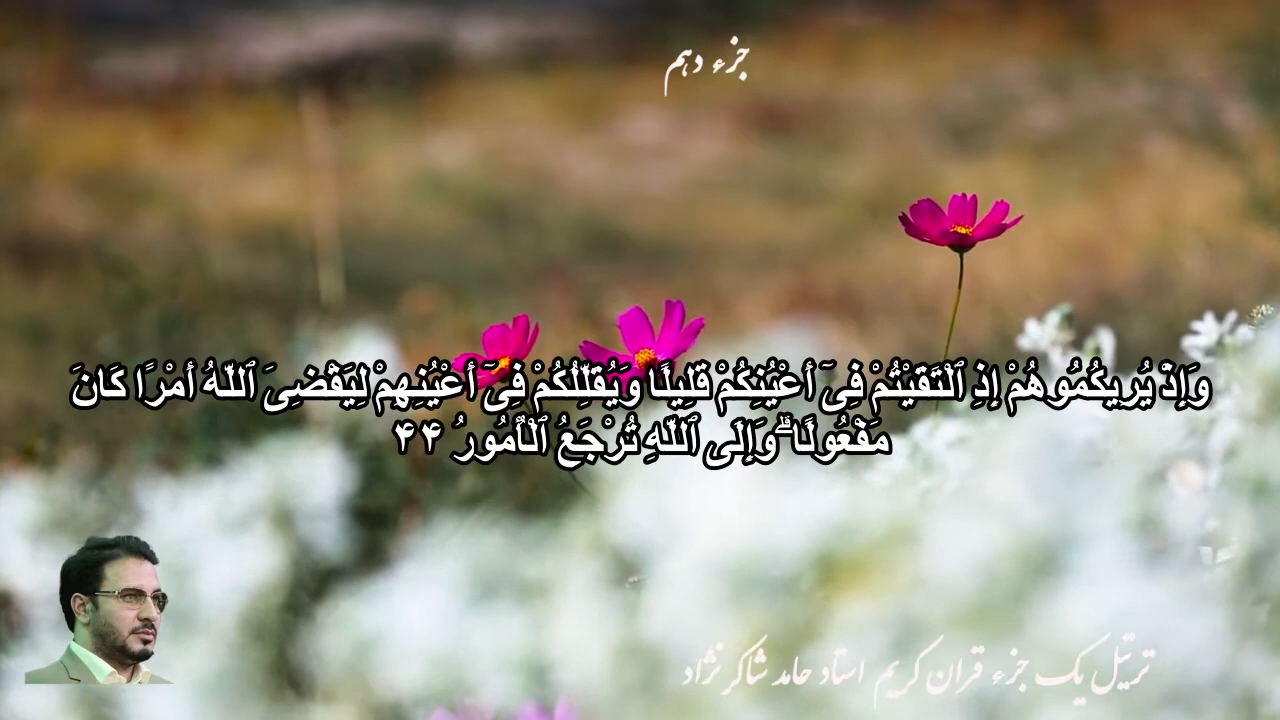 جزء دهم
وَإِذْ يُرِيكُمُوهُمْ إِذِ ٱلْتَقَيْتُمْ فِىٓ أَعْيُنِكُمْ قَلِيلًا وَيُقَلِّلُكُمْ فِىٓ أَعْيُنِهِمْ لِيَقْضِىَ ٱللَّهُ أَمْرًا كَانَ
مَفْعُولًا ۗ وَإِلَى ٱللَّهِ تُرْجَعُ ٱلْأُمُورُ ۴۴
ترتیل یک جزء قران کریم استاد حامد شاکرنژاد